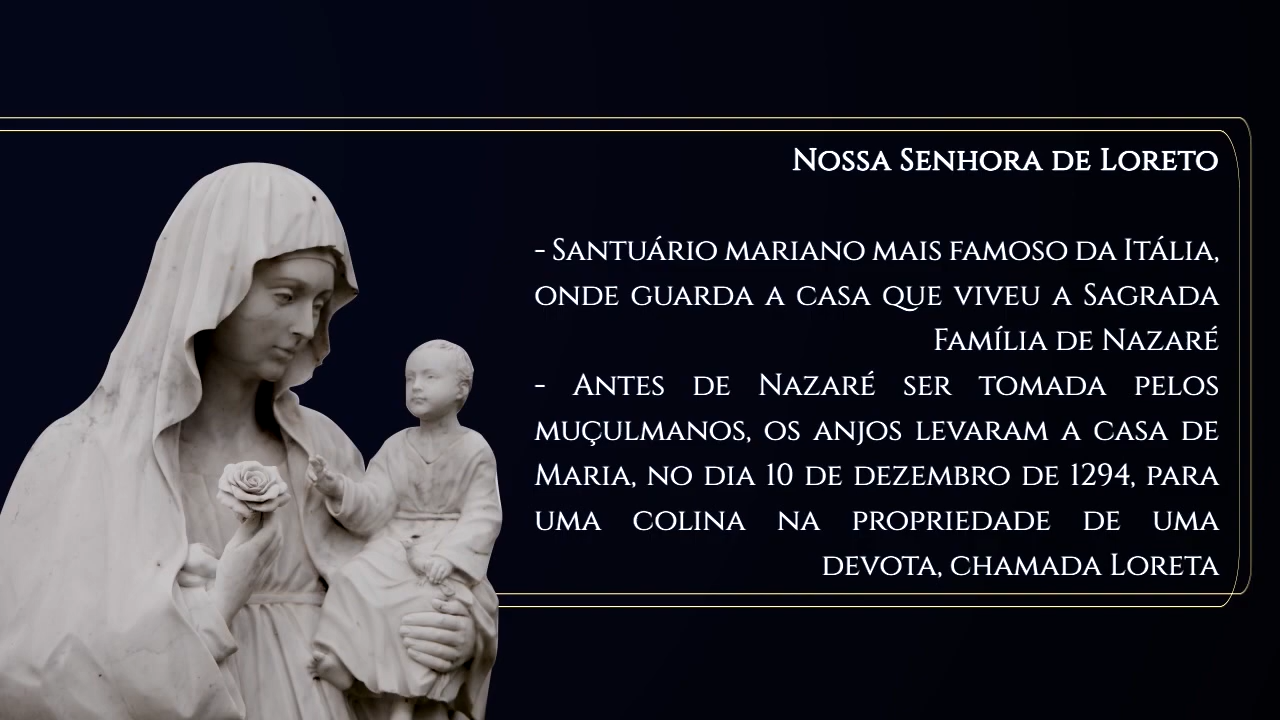 Nossa Senhora de Loreto
- Santuário mariano mais famoso da Itália,
onde guarda a casa que viveu a Sagrada
Família de Nazaré
- Antes de Nazaré ser tomada pelos
muçulmanos, os anjos levaram a casa de
Maria, no dia 10 de dezembro de 1294, para
uma colina na propriedade de uma
devota, chamada Loreta